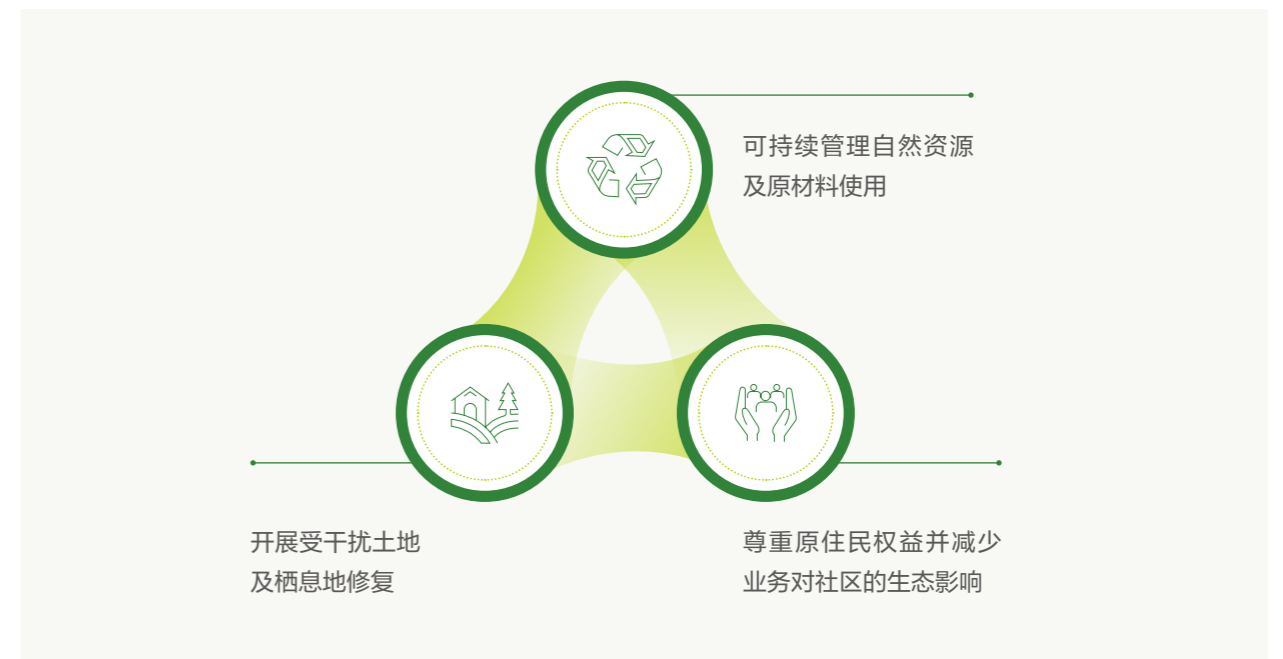 可持续管理自然资源
及原材料使用
开展受干扰土地
及栖息地修复
尊重原住民权益并减少
业务对社区的生态影响